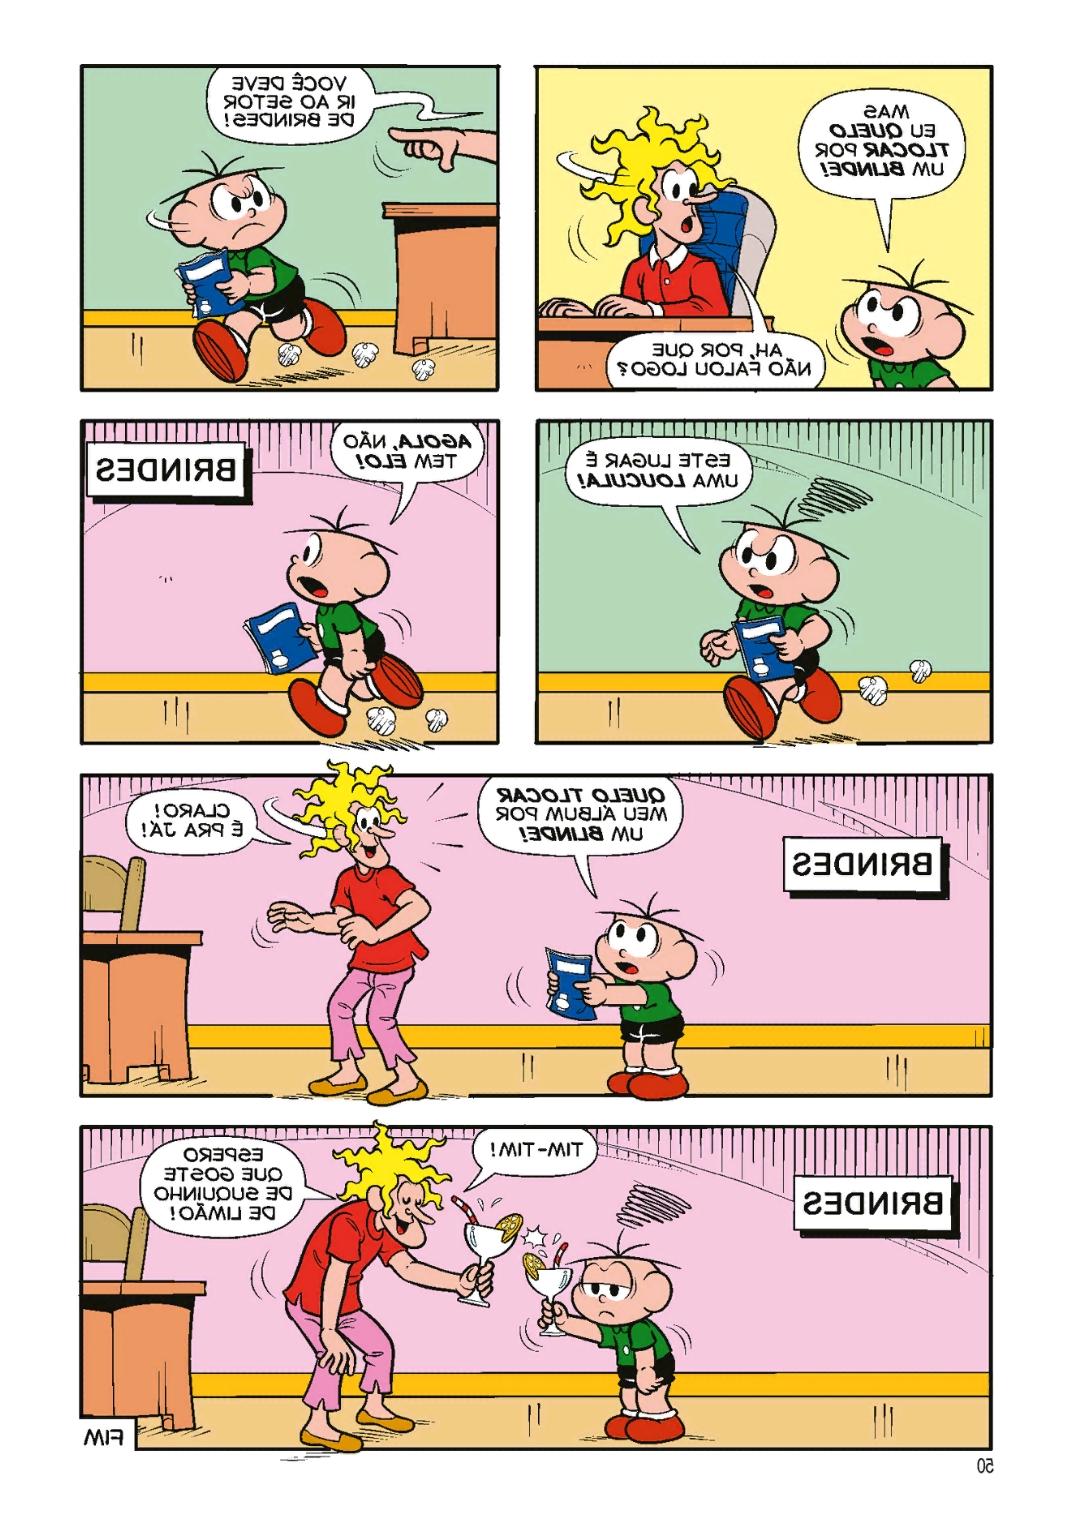 MAS
EU QUELO
TLOCAR POR
UM BLINDE!
AH, POR QUE
NÃO FALOU LOGO?
VOCÊ DEVE
IR AO SETOR
DE BRINDES!
ESTE LUGAR É
UMA LOUCULA!
AGOLA, NÃO
TEM ELO!
BRINDES
BRINDES
QUELO TLOCAR
MEU ÁLBUM POR
UM BLINDE!
CLARO!
É PRA JÁ!
BRINDES
TIM-TIM!
ESPERO
QUE GOSTE
DE SUQUINHO
DE LIMÃO!
FIM
50